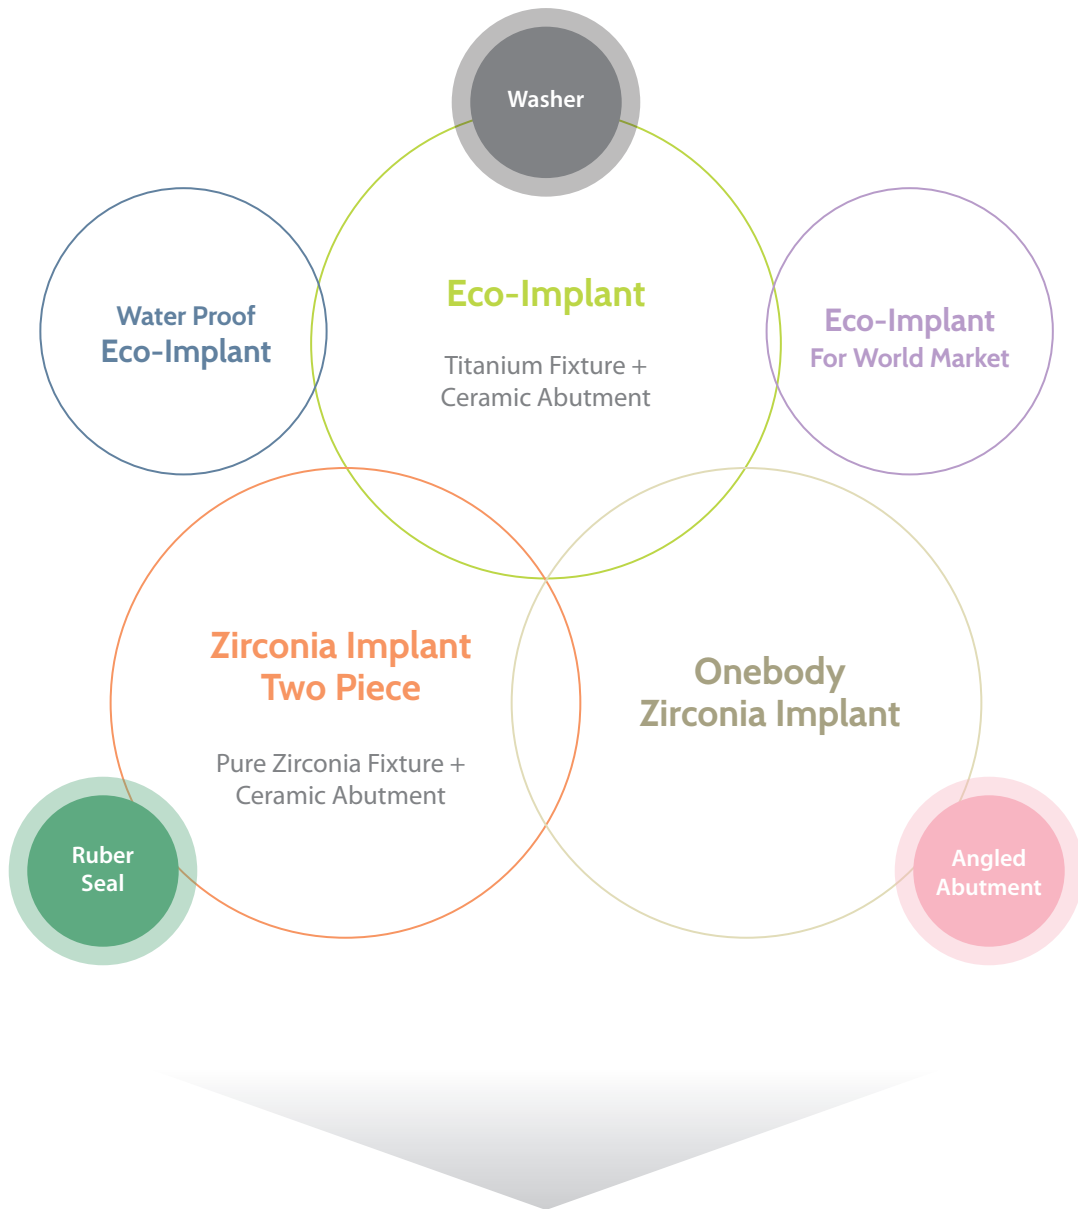 Washer
Water Proof
Eco-Implant
Eco-Implant
Titanium Fixture +
Ceramic Abutment
Eco-Implant
For World Market
Zirconia Implant
Two Piece
Pure Zirconia Fixture +
Ceramic Abutment
Onebody
Zirconia Implant
Ruber
Seal
Angled
Abutment